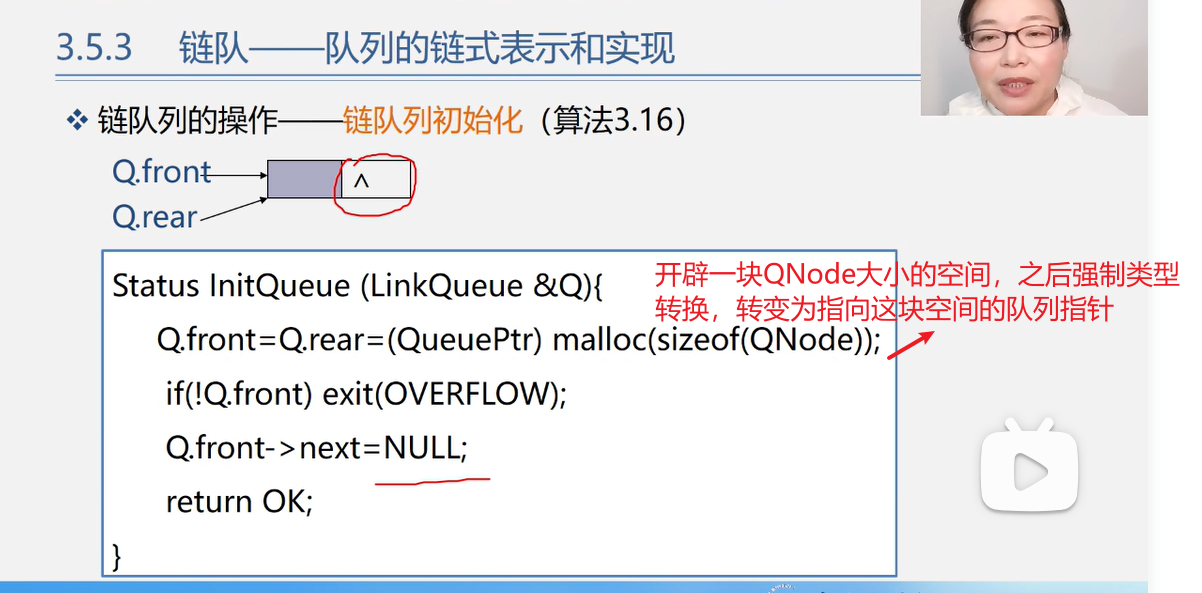 3.5.3 链队——队列的链式表示和实现
链队列的操作——链队列初始化（算法3.16）
Q.front
^
Q.rear
Status InitQueue (LinkQueue &Q){
开辟一块QNode大小的空间，之后强制类型
转换，转变为指向这块空间的队列指针
Q.front=Q.rear=(QueuePtr) malloc(sizeof(QNode));
if(!Q.front) exit(OVERFLOW);
Q.front->next=NULL;
return OK;
}